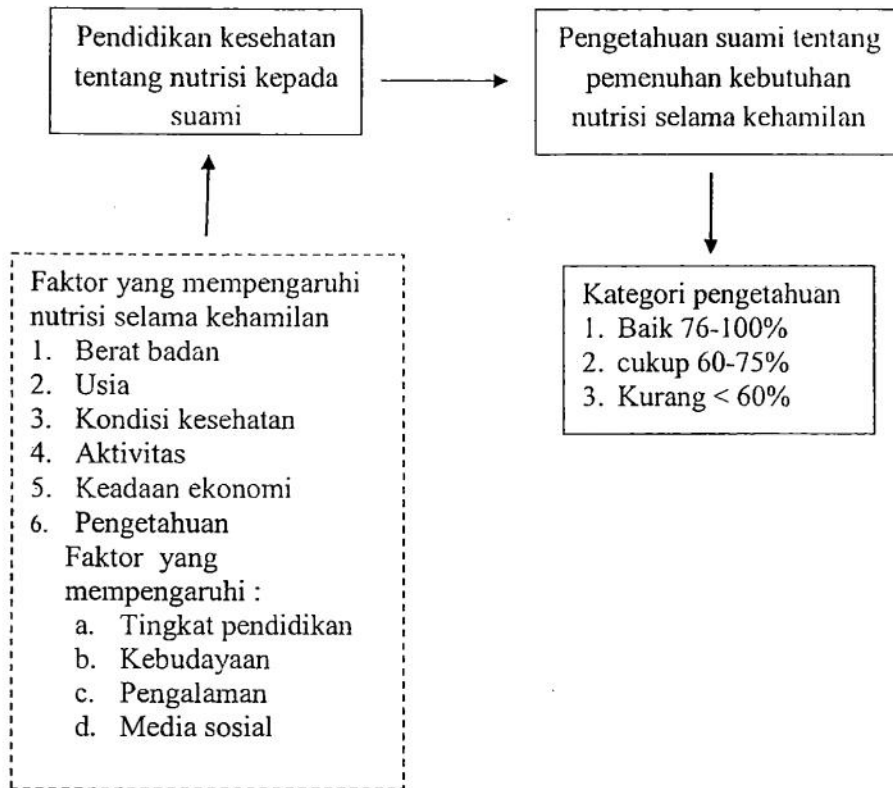 Pendidikan kesehatan
tentang nutrisi kepada
suami
Pengetahuan suami tentang
pemenuhan kebutuhan
nutrisi selama kehamilan
Faktor yang mempengaruhi
nutrisi selama kehamilan
1. Berat badan
2. Usia
3. Kondisi kesehatan
4. Aktivitas
5. Keadaan ekonomi
6. Pengetahuan
Faktor yang
mempengaruhi :
a. Tingkat pendidikan
b. Kebudayaan
c. Pengalaman
d. Media sosial
Kategori pengetahuan
1. Baik 76-100%
2. cukup 60-75%
3. Kurang < 60%